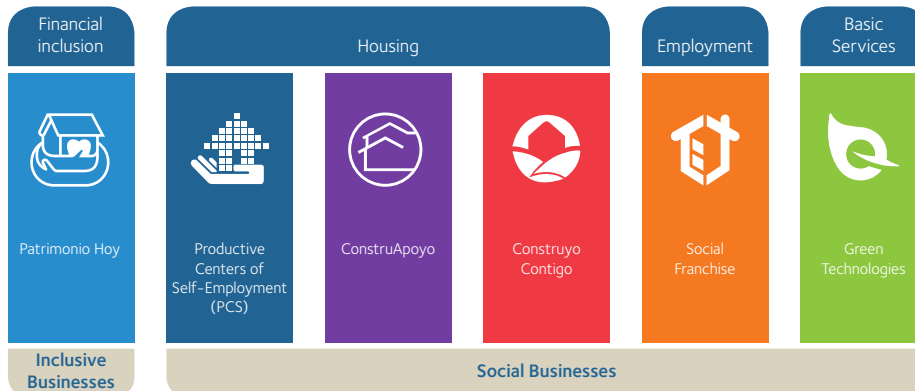 Financial
inclusion
Housing
Employment
Basic
Services
Patrimonio Hoy
Productive
Centers of
Self-Employment
(PCS)
ConstruApoyo
Construyo
Contigo
Social
Franchise
Green
Technologies
Inclusive
Businesses
Social Businesses